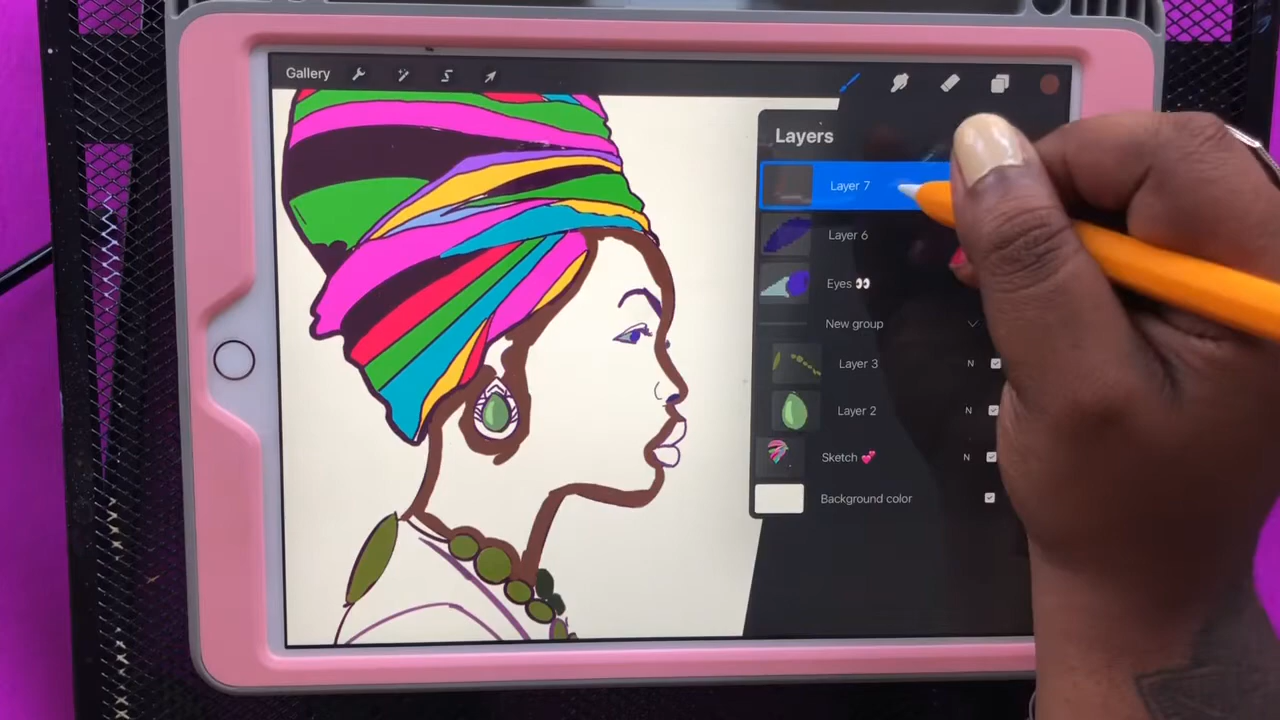 Gallery
Layers
Layer 7
Layer 6
Eyes 👀
New group
Layer 3 N
Layer 2 N
Sketch 💕 N
Background color